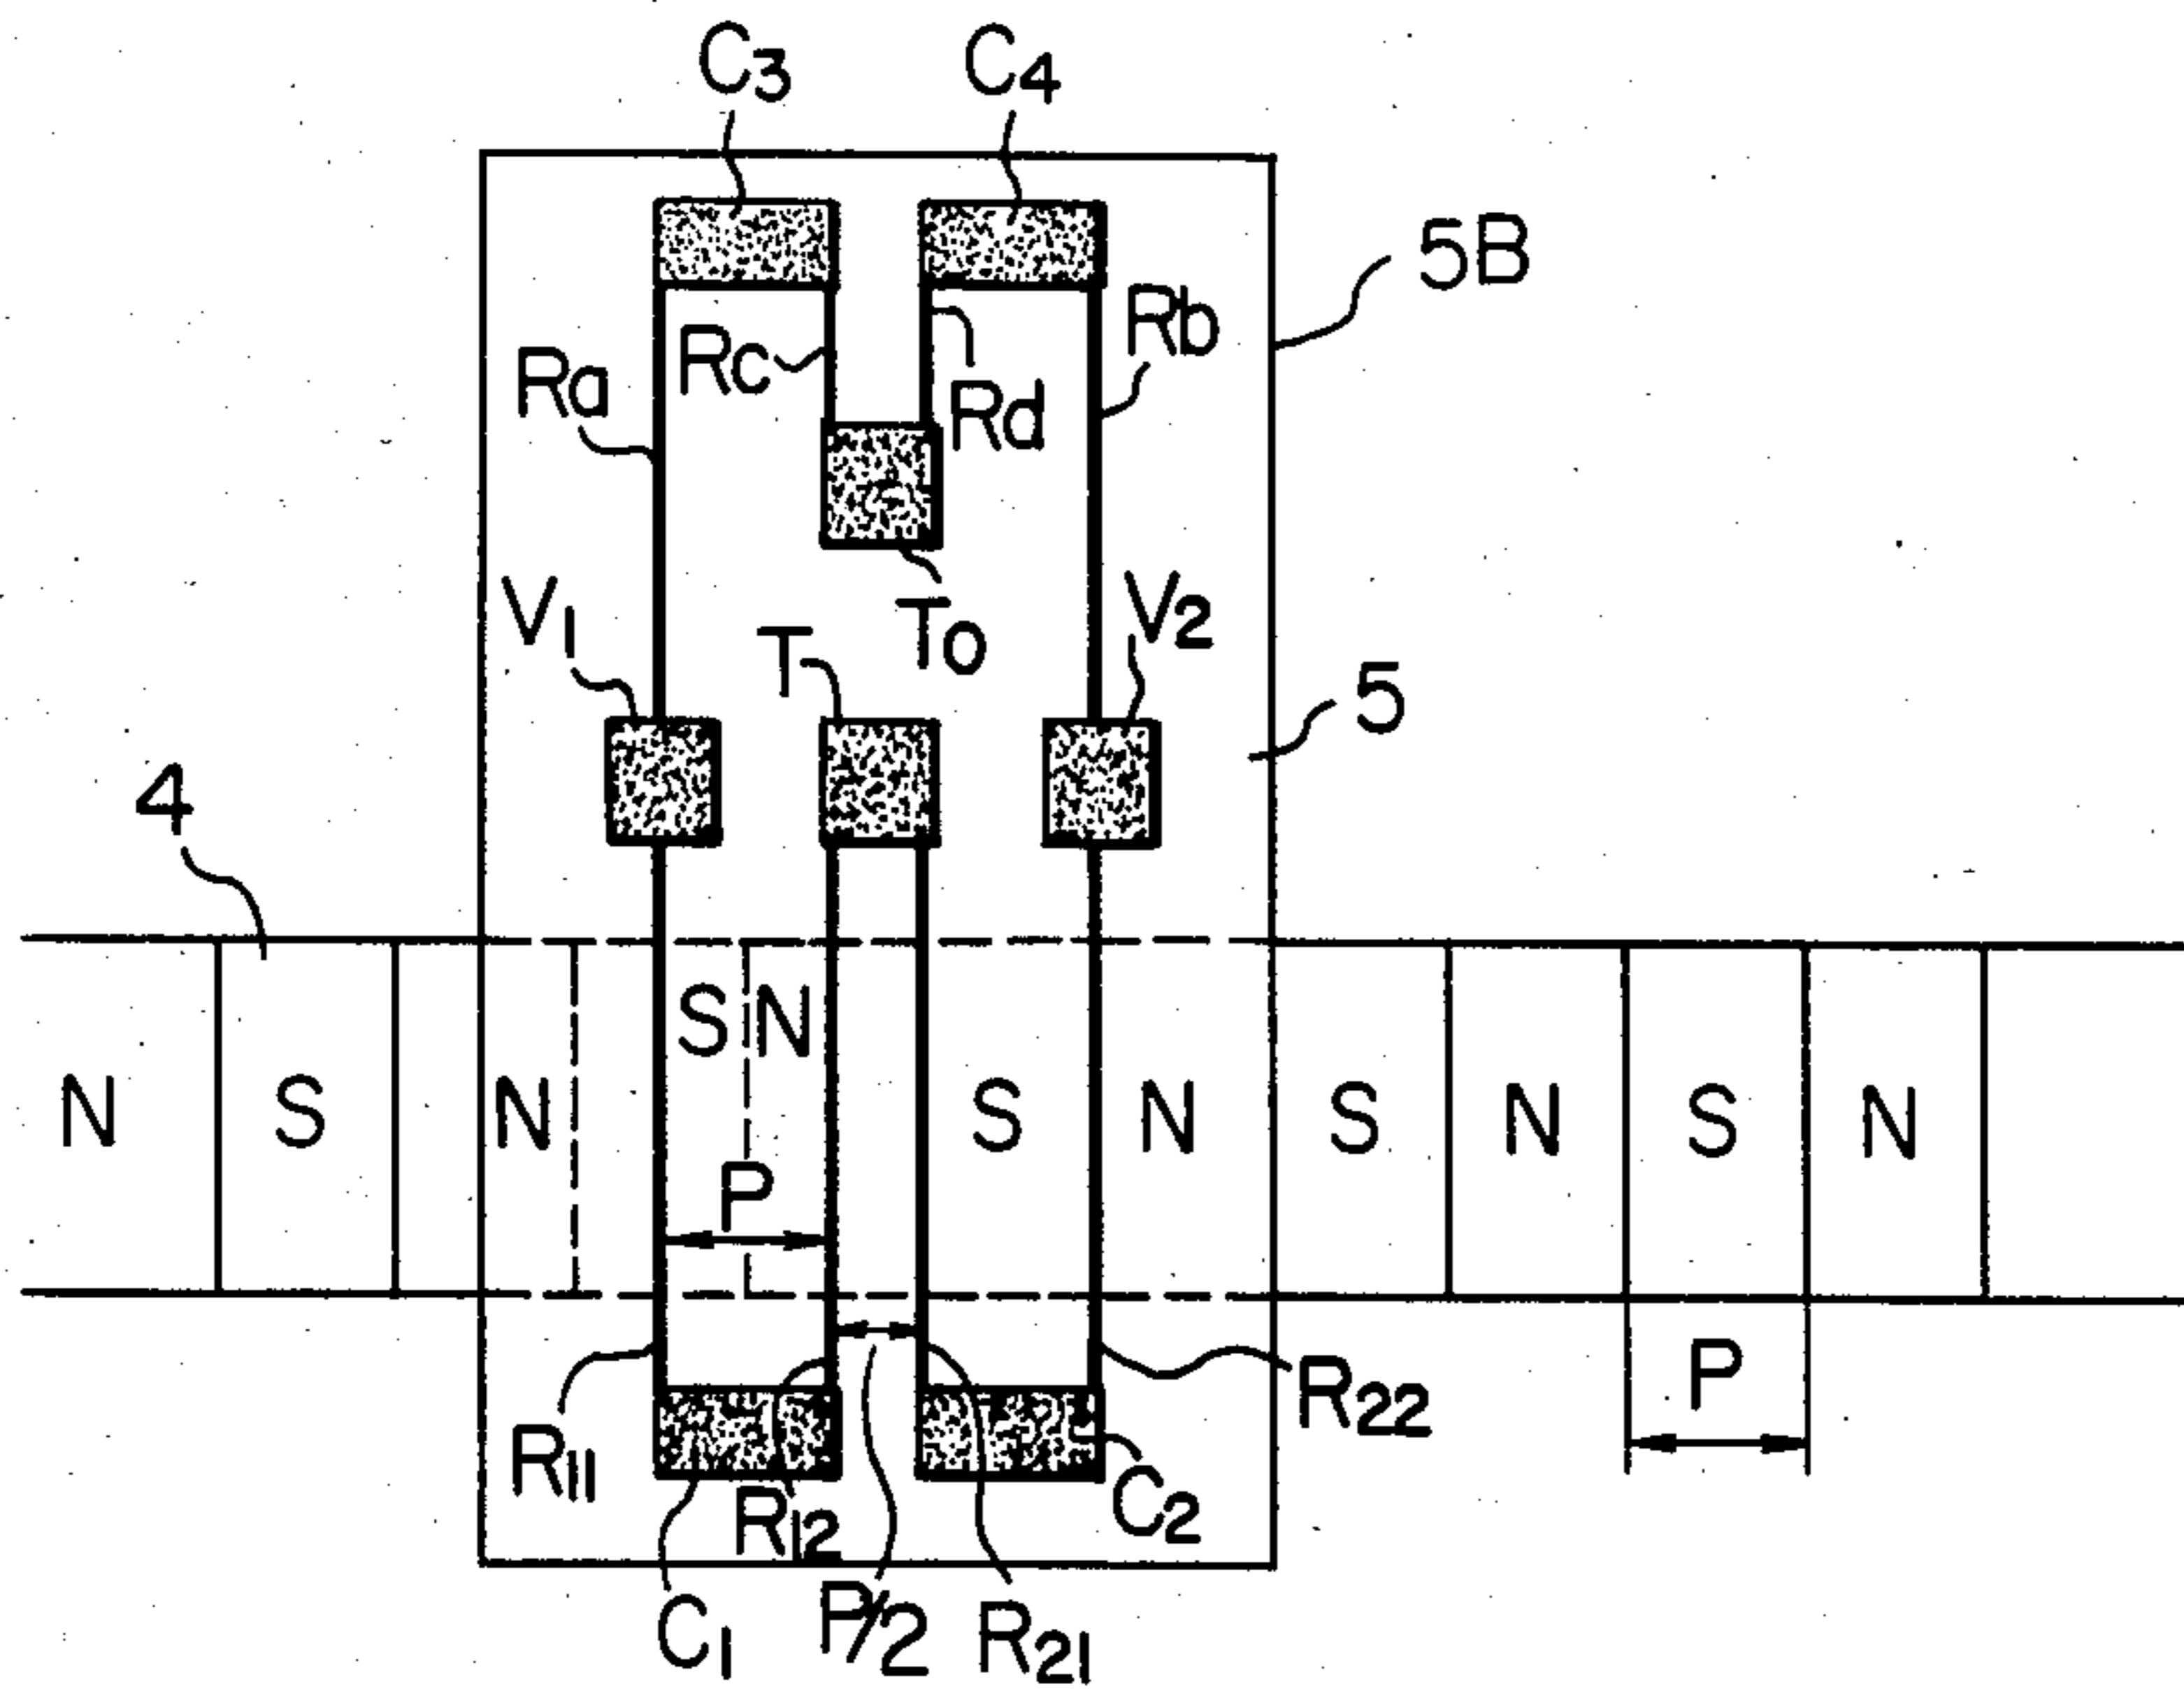 C3 C4
5B
Ra Rc Rd Rb
V1 T To V2
5
4
S N
N S N S N S N S N
P
P
R11 R12 C2 R22
C1 P/2 R21